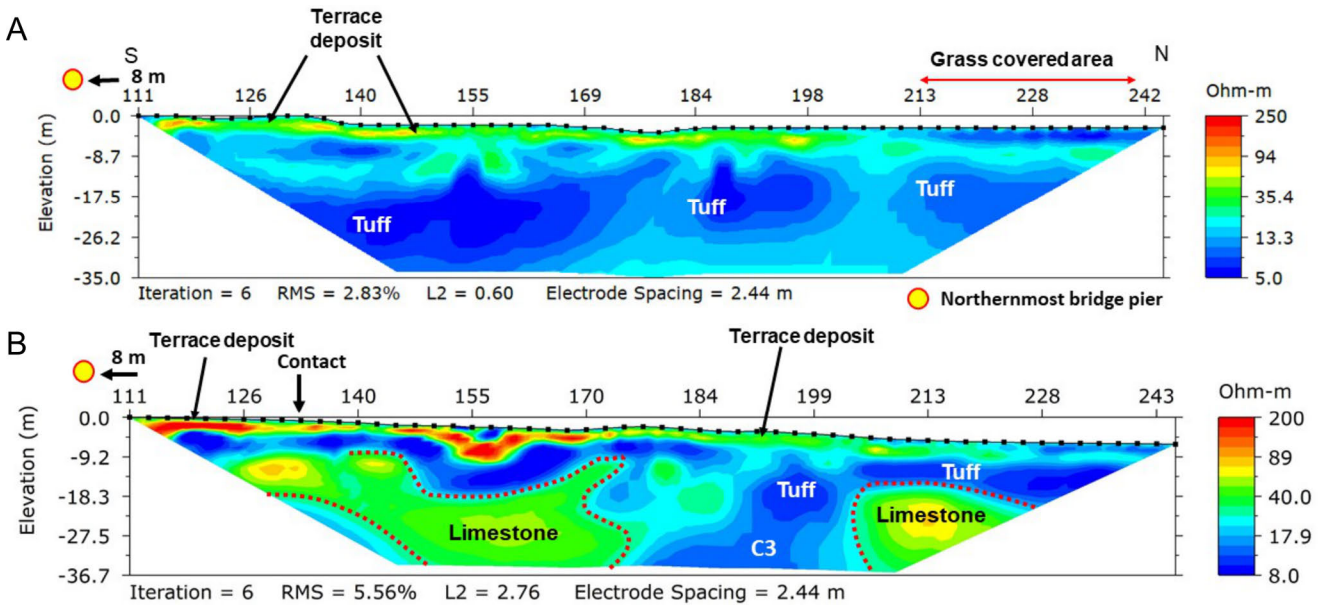 A
Terrace
deposit
S
N
8 m
Grass covered area
111 126 140 155 169 184 198 213 228 242
Ohm-m
Elevation (m)
0.0
-8.7
-17.5
-26.2
-35.0
Tuff
Tuff
Tuff
250
94
35.4
13.3
5.0
Iteration = 6 RMS = 2.83% L2 = 0.60 Electrode Spacing = 2.44 m
Northernmost bridge pier
B
Terrace deposit
Contact
Terrace deposit
8 m
111 126 140 155 170 184 199 213 228 243
Ohm-m
Elevation (m)
0.0
-9.2
-18.3
-27.5
-36.7
Limestone
Tuff
C3
Tuff
Limestone
200
89
40.0
17.9
8.0
Iteration = 6 RMS = 5.56% L2 = 2.76 Electrode Spacing = 2.44 m